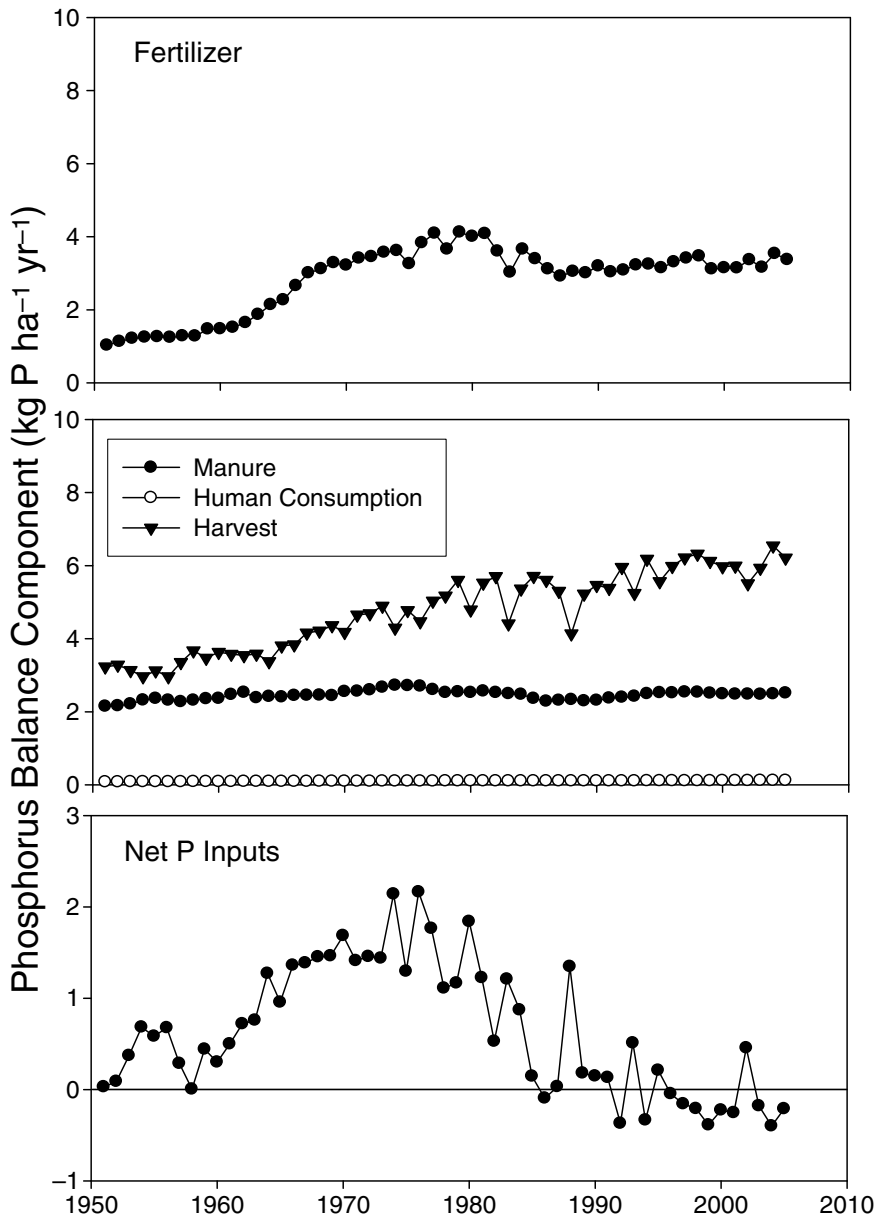 Phosphorus Balance Component (kg P ha⁻¹ yr⁻¹)
10
Fertilizer
8
6
4
2
0
10
Manure
8
Human Consumption
Harvest
6
4
2
0
3
Net P Inputs
2
1
0
−1
1950 1960 1970 1980 1990 2000 2010